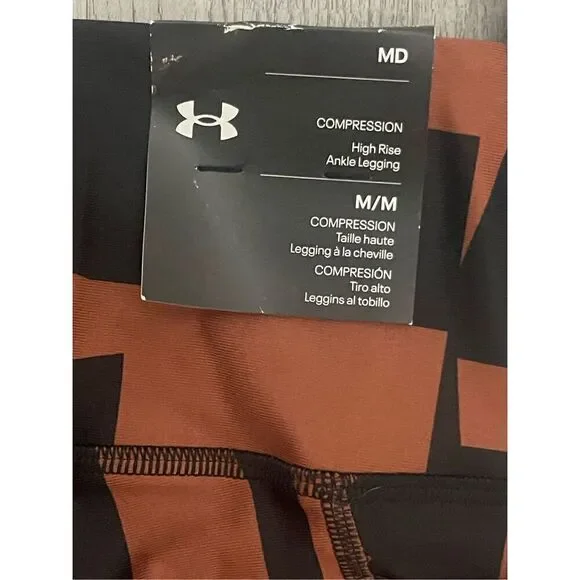 MD
COMPRESSION
High Rise
Ankle Legging
M/M
COMPRESSION
Taille haute
Legging à la cheville
COMPRESIÓN
Tiro alto
Leggins al tobillo